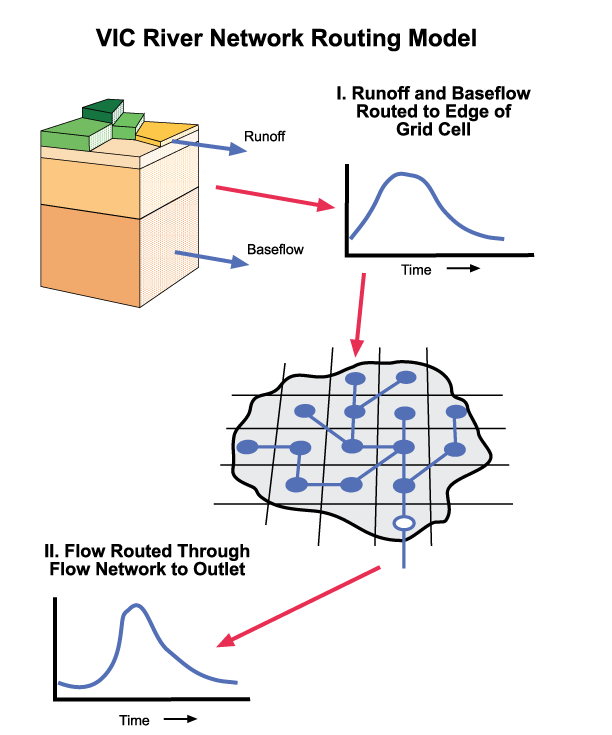 VIC River Network Routing Model
I. Runoff and Baseflow
Routed to Edge of
Grid Cell
Runoff
Baseflow
Time
II. Flow Routed Through
Flow Network to Outlet
Time